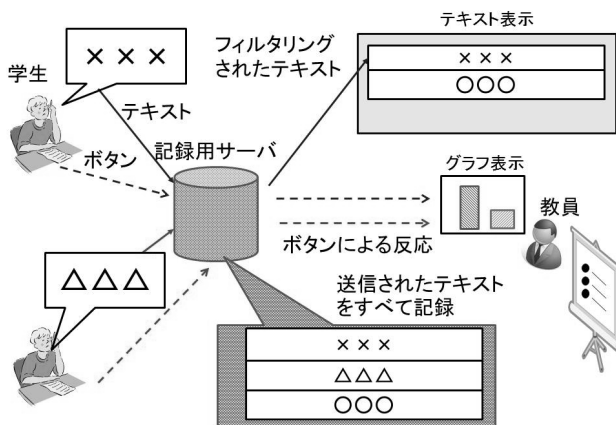 テキスト表示
× × ×
○○○
フィルタリング
されたテキスト
× × ×
学生
テキスト
ボタン
記録用サーバ
グラフ表示
教員
ボタンによる反応
△△△
送信されたテキスト
をすべて記録
× × ×
△△△
○○○